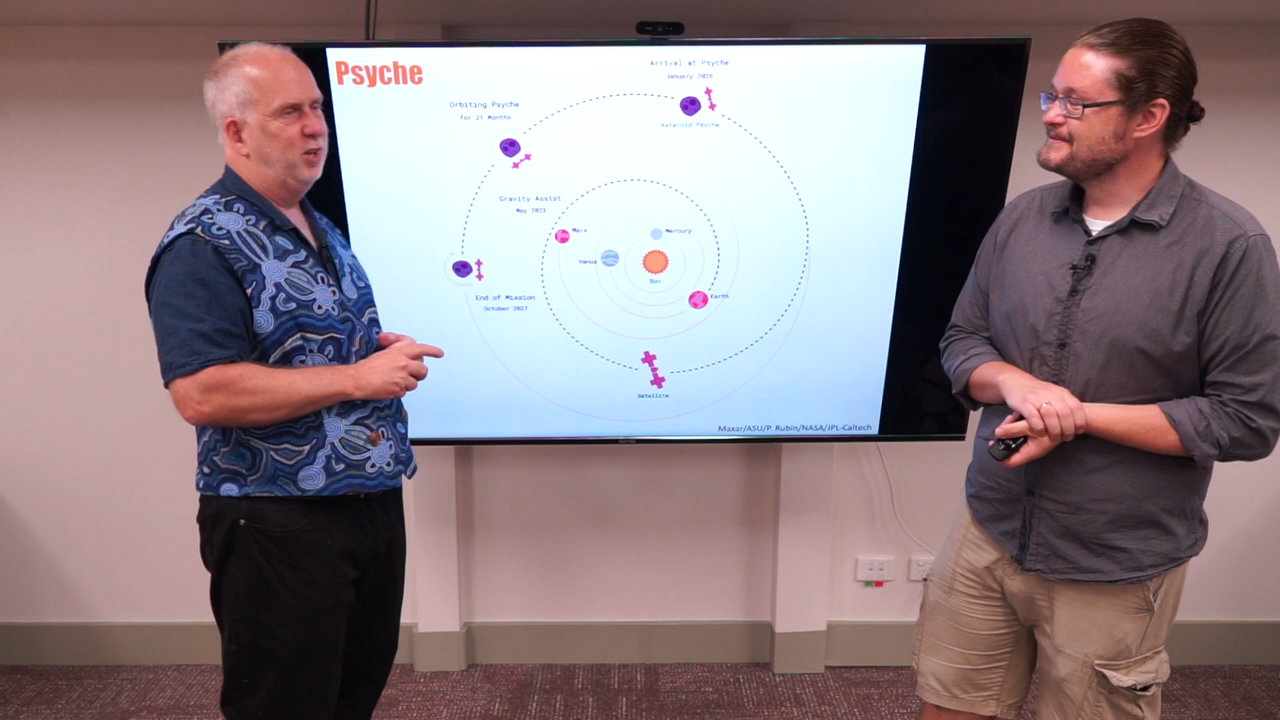 Psyche
Arrival at Psyche
January 2026
Asteroid Psyche
Orbiting Psyche
for 21 Months
Gravity Assist
May 2023
Mars
Mercury
Venus
Sun
Earth
End of Mission
October 2027
Satellite
Maxar/ASU/P. Rubin/NASA/JPL-Caltech